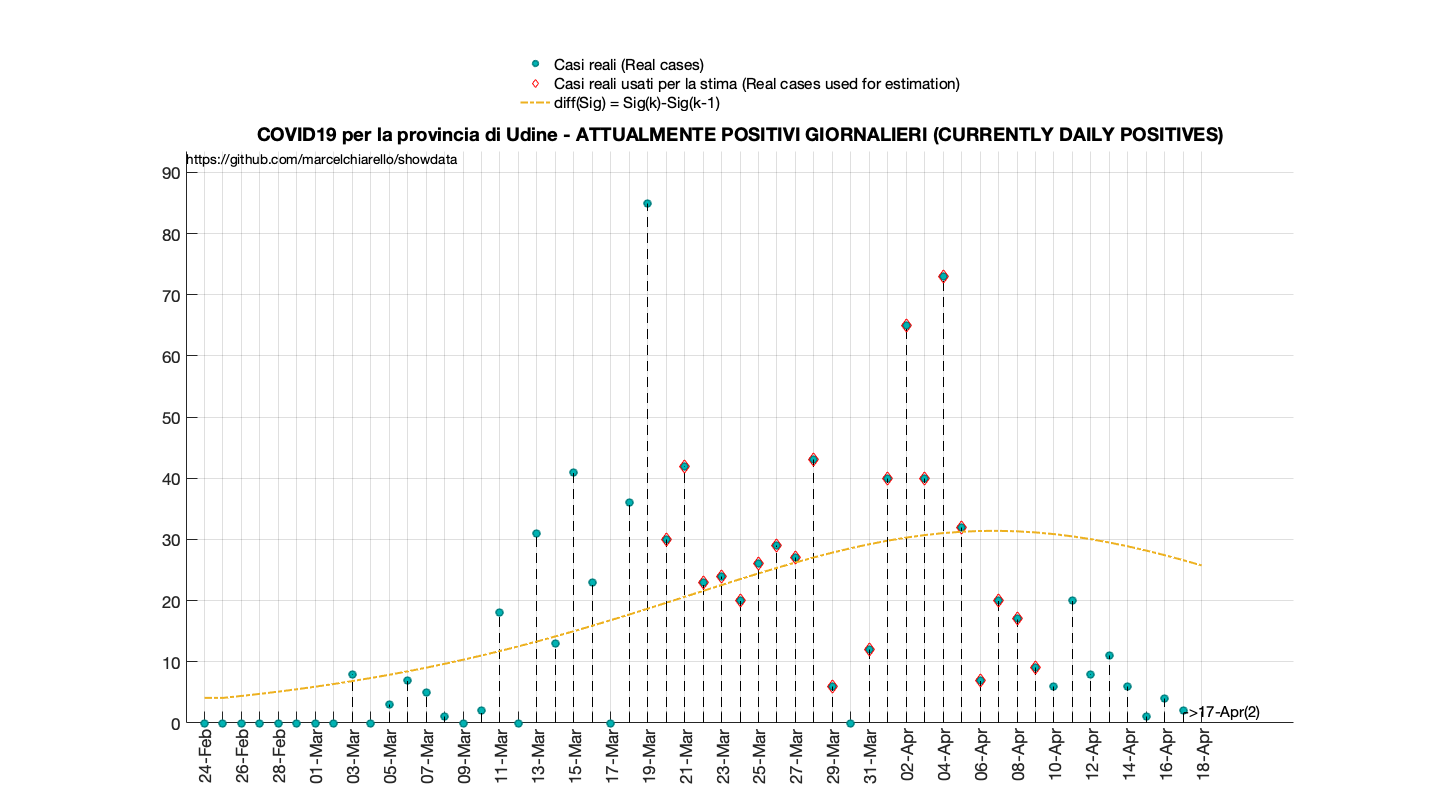 Casi reali (Real cases)
Casi reali usati per la stima (Real cases used for estimation)
diff(Sig) = Sig(k)-Sig(k-1)
COVID19 per la provincia di Udine - ATTUALMENTE POSITIVI GIORNALIERI (CURRENTLY DAILY POSITIVES)
https://github.com/marcelchiarello/showdata
90
80
70
60
50
40
30
20
10
0
->17-Apr(2)
24-Feb
26-Feb
28-Feb
01-Mar
03-Mar
05-Mar
07-Mar
09-Mar
11-Mar
13-Mar
15-Mar
17-Mar
19-Mar
21-Mar
23-Mar
25-Mar
27-Mar
29-Mar
31-Mar
02-Apr
04-Apr
06-Apr
08-Apr
10-Apr
12-Apr
14-Apr
16-Apr
18-Apr